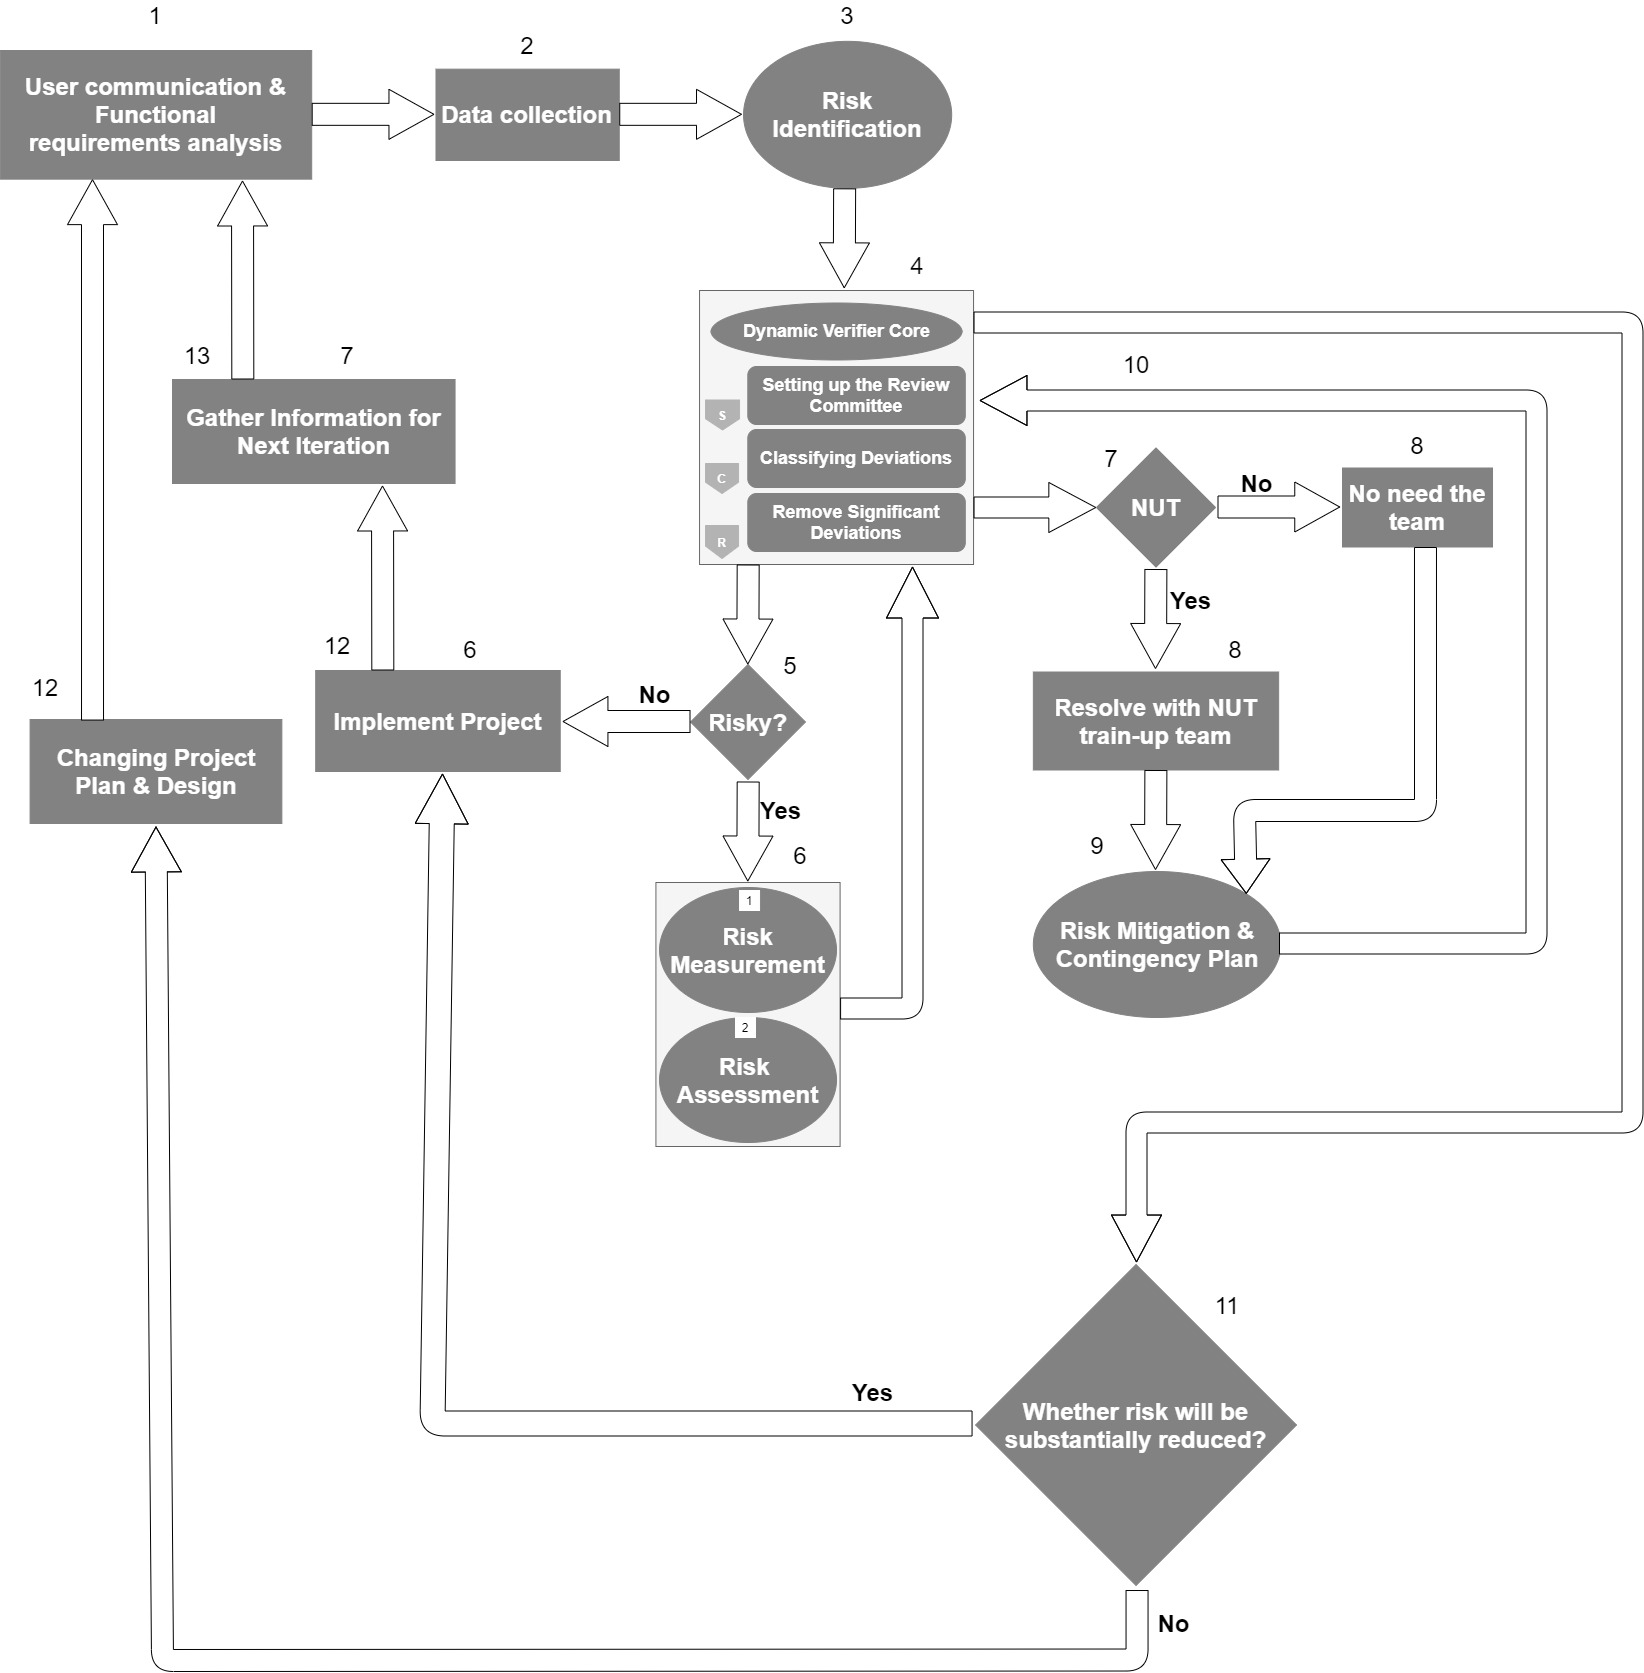 1
User communication &
Functional
requirements analysis
2
Data collection
3
Risk
Identification
4
Dynamic Verifier Core
S
Setting up the Review
Committee
C
Classifying Deviations
R
Remove Significant
Deviations
10
13
7
Gather Information for
Next Iteration
7
NUT
No
8
No need the
team
Yes
8
Resolve with NUT
train-up team
12
6
Implement Project
No
5
Risky?
Yes
12
Changing Project
Plan & Design
6
1
Risk
Measurement
2
Risk
Assessment
9
Risk Mitigation &
Contingency Plan
11
Whether risk will be
substantially reduced?
Yes
No